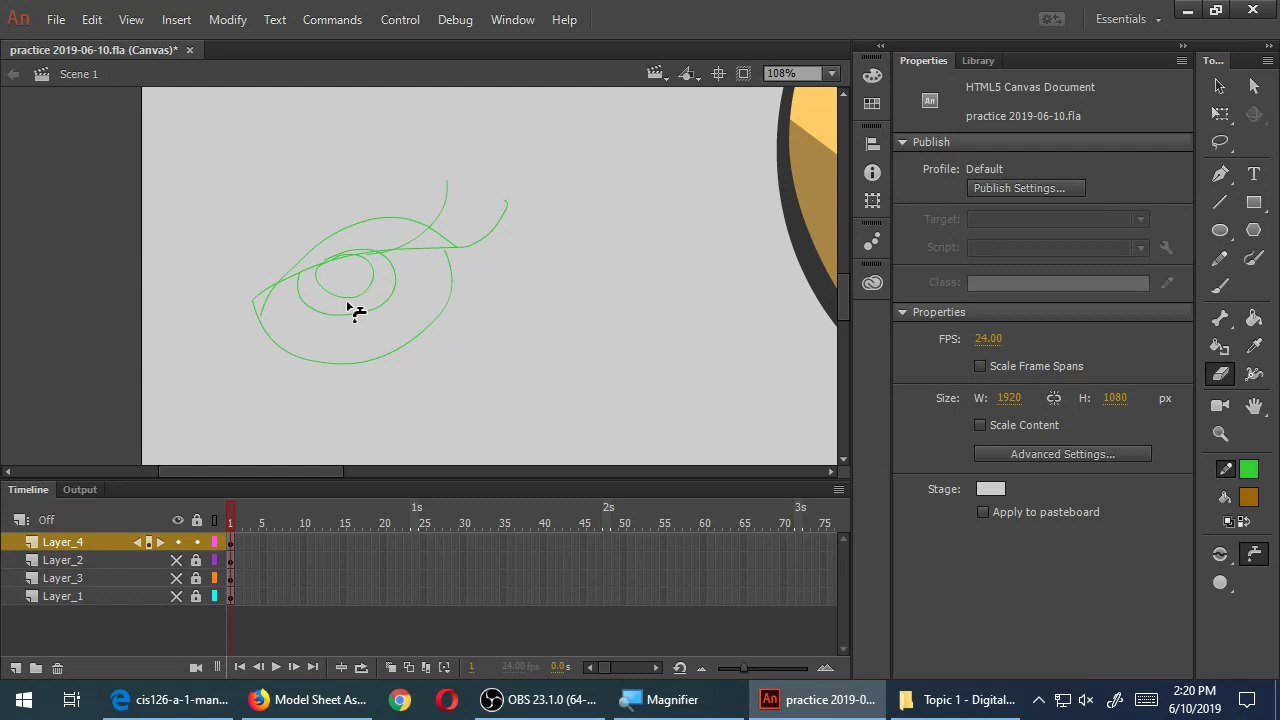 An File Edit View Insert Modify Text Commands Control Debug Window Help Essentials
practice 2019-06-10.fla (Canvas)* ×
Scene 1 108%
Properties Library
HTML5 Canvas Document
An practice 2019-06-10.fla
Publish
Profile: Default
Publish Settings...
Target:
Script:
Class:
Properties
FPS: 24.00
Scale Frame Spans
Size: W: 1920 H: 1080 px
Scale Content
Advanced Settings...
Stage:
Apply to pasteboard
To...
T
Timeline Output
Off 1s 2s 3s
1 5 10 15 20 25 30 35 40 45 50 55 60 65 70 75
Layer_4
Layer_2
Layer_3
Layer_1
1 24.00 fps 0.0 s
cis126-a-1-man... Model Sheet As... OBS 23.1.0 (64-... Magnifier An practice 2019-0... Topic 1 - Digital...
2:20 PM
6/10/2019